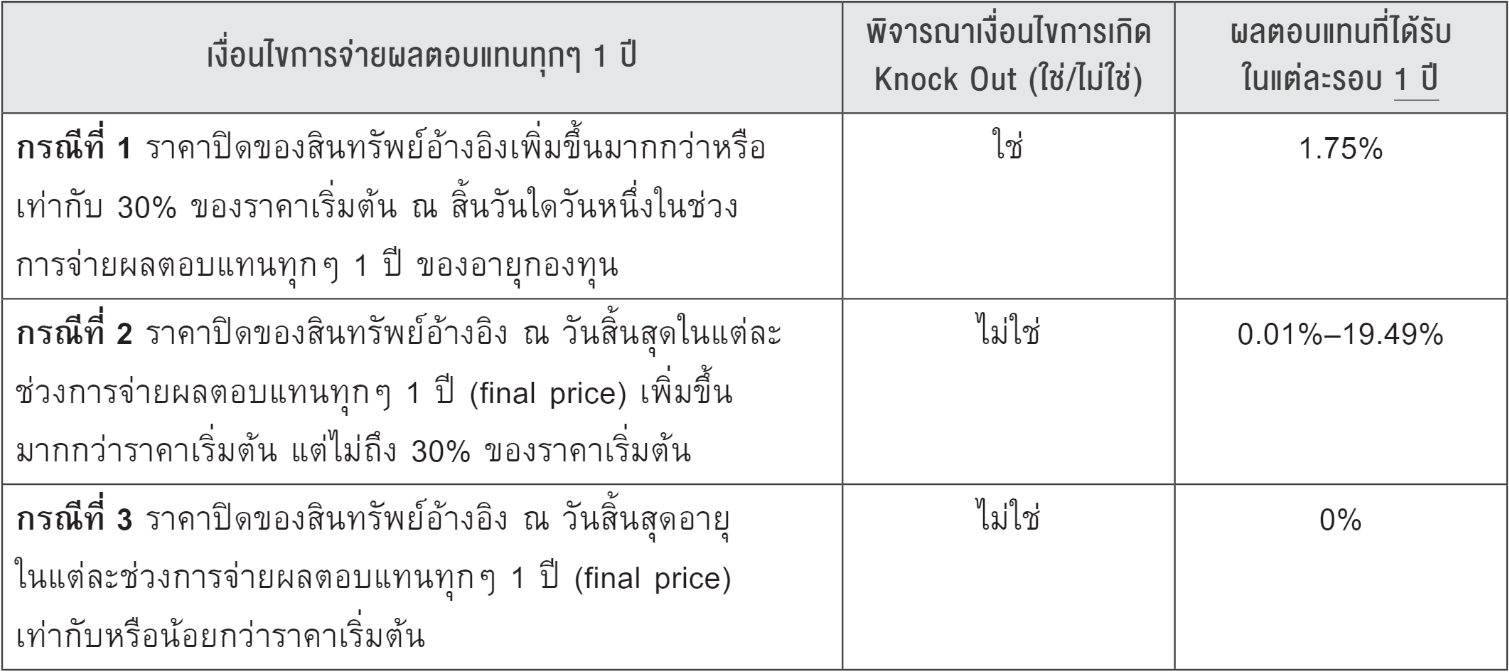 เงื่อนไขการจ่ายผลตอบแทนทุกๆ 1 ปี
พิจารณาเงื่อนไขการเกิด
Knock Out (ใช่/ไม่ใช่)
ผลตอบแทนที่ได้รับ
ในแต่ละรอบ 1 ปี
กรณีที่ 1 ราคาปิดของสินทรัพย์อ้างอิงเพิ่มขึ้นมากกว่าหรือ
เท่ากับ 30% ของราคาเริ่มต้น ณ สิ้นวันใดวันหนึ่งในช่วง
การจ่ายผลตอบแทนทุกๆ 1 ปี ของอายุกองทุน
ใช่
1.75%
กรณีที่ 2 ราคาปิดของสินทรัพย์อ้างอิง ณ วันสิ้นสุดในแต่ละ
ช่วงการจ่ายผลตอบแทนทุกๆ 1 ปี (final price) เพิ่มขึ้น
มากกว่าราคาเริ่มต้น แต่ไม่ถึง 30% ของราคาเริ่มต้น
ไม่ใช่
0.01%–19.49%
กรณีที่ 3 ราคาปิดของสินทรัพย์อ้างอิง ณ วันสิ้นสุดอายุ
ในแต่ละช่วงการจ่ายผลตอบแทนทุกๆ 1 ปี (final price)
เท่ากับหรือน้อยกว่าราคาเริ่มต้น
ไม่ใช่
0%